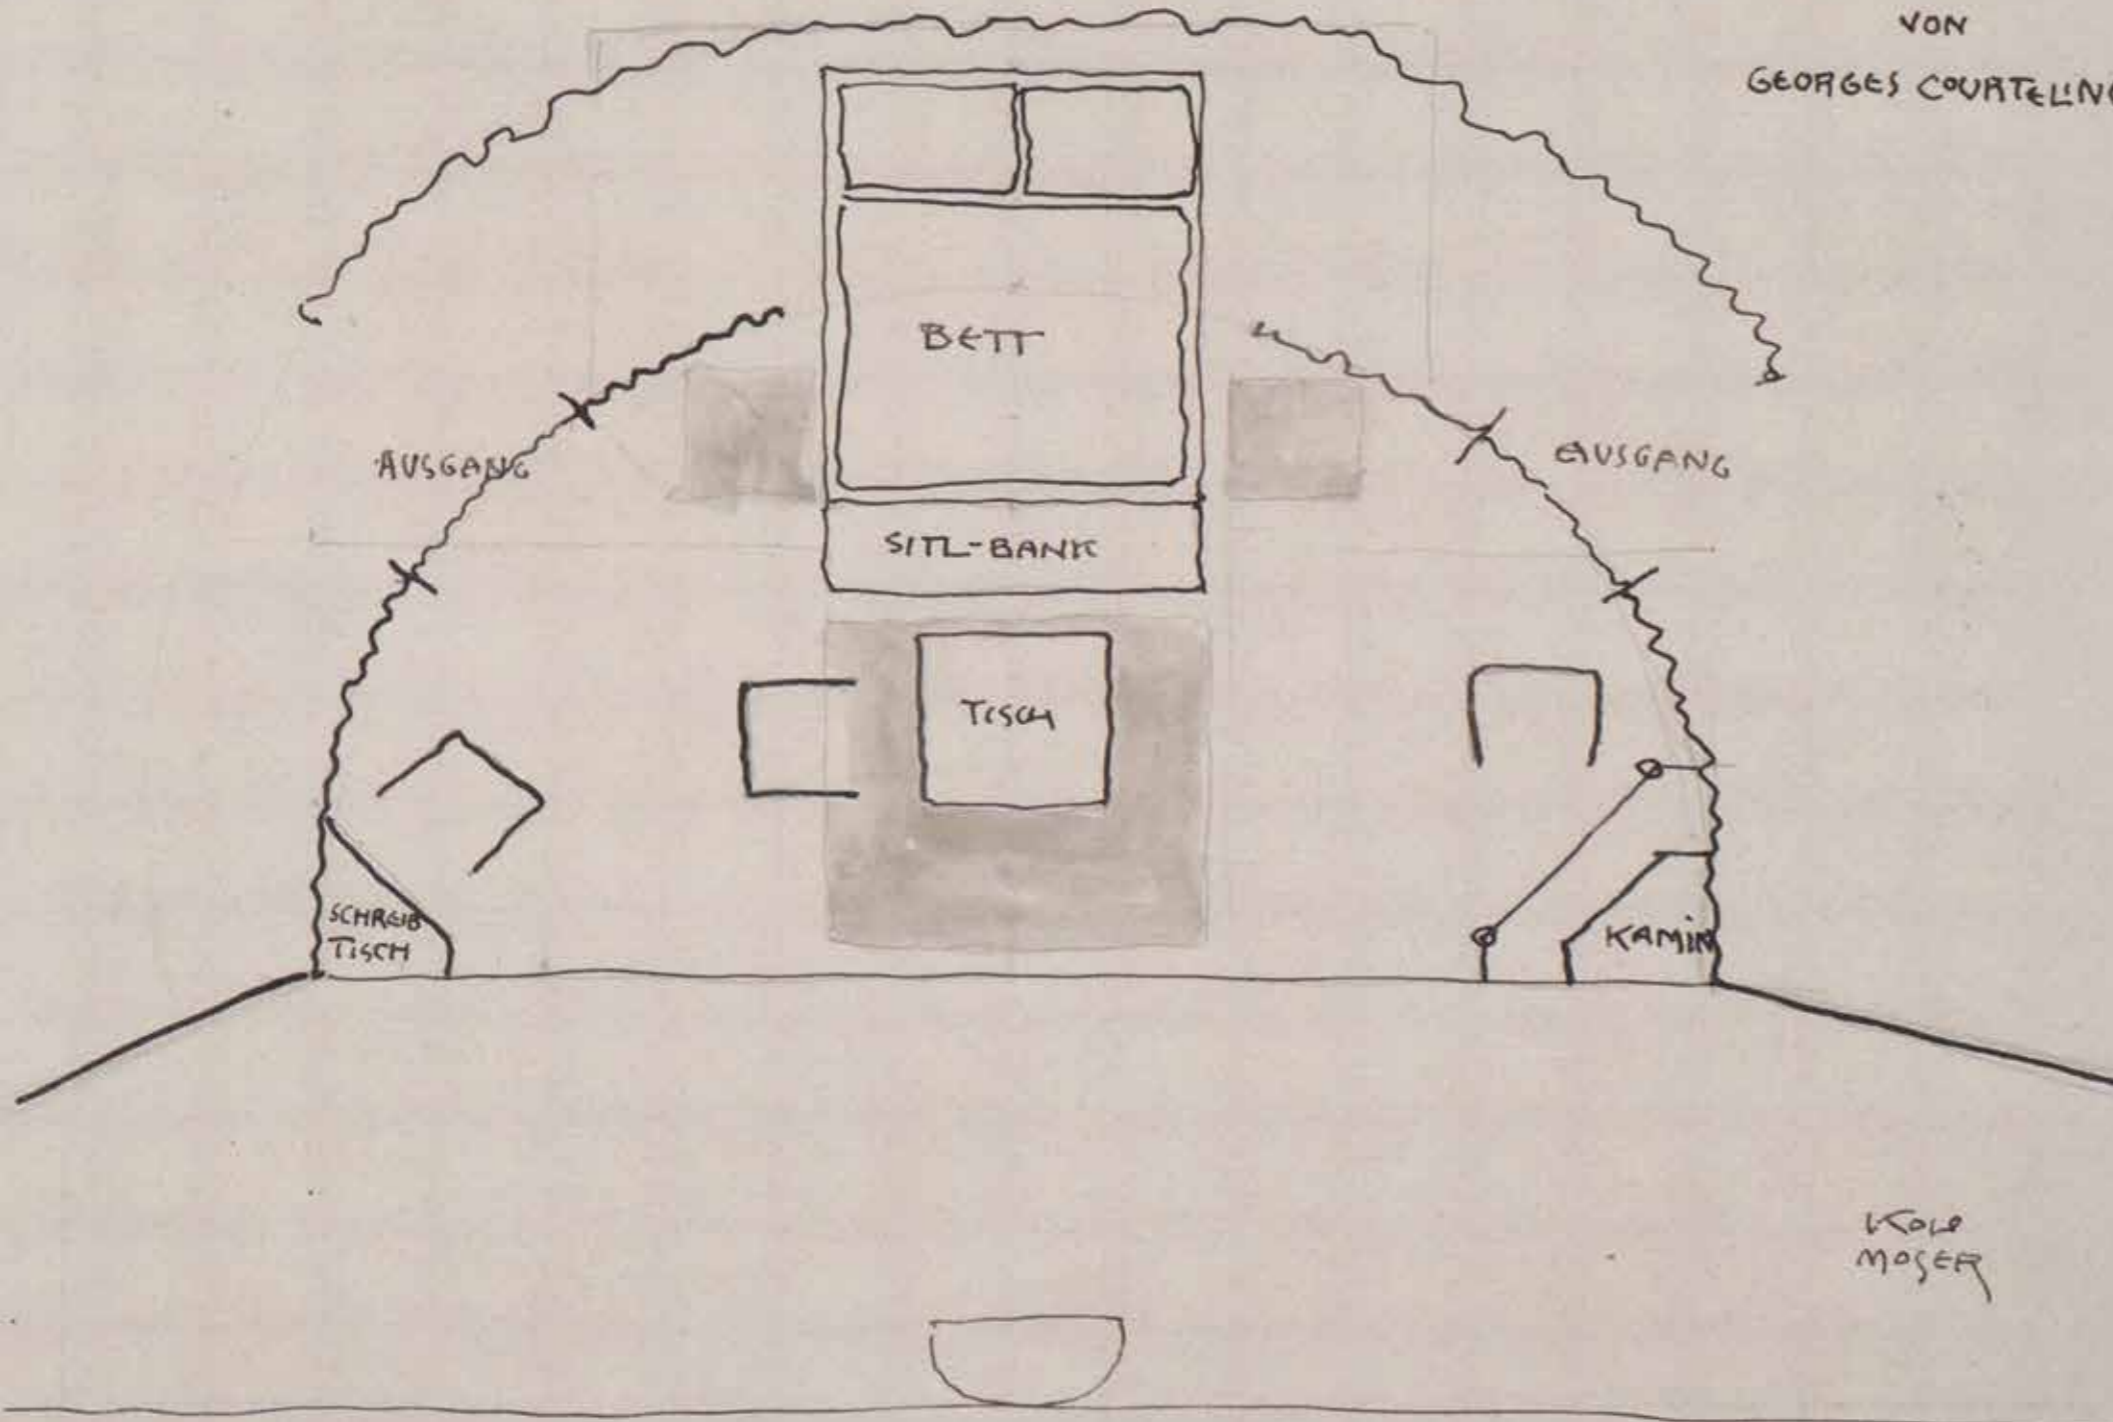 VON
GEORGES COURTELINE
BETT
AUSGANG
AUSGANG
SITZ-BANK
TISCH
SCHREIB
TISCH
KAMIN
KOLO
MOSER